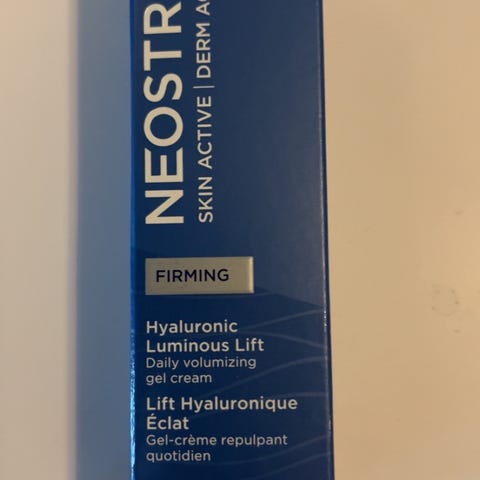 NEOSTR
SKIN ACTIVE | DERM AC
FIRMING
Hyaluronic
Luminous Lift
Daily volumizing
gel cream
Lift Hyaluronique
Éclat
Gel-crème repulpant
quotidien